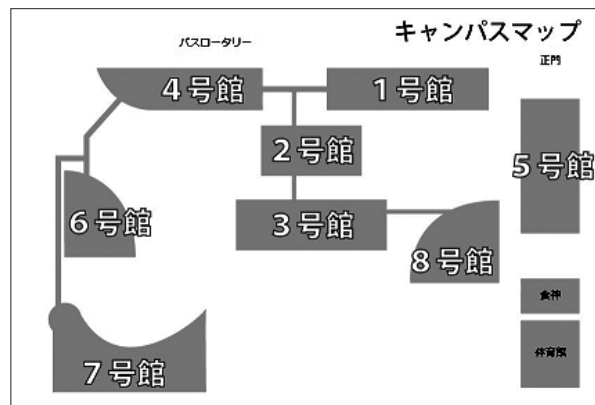 キャンパスマップ
バスロータリー
正門
4号館
1号館
2号館
5号館
6号館
3号館
8号館
食神
体育館
7号館